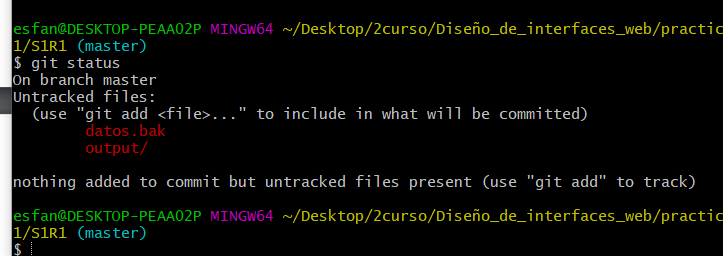 esfan@DESKTOP-PEAA02P MINGW64 ~/Desktop/2curso/Diseño_de_interfaces_web/practic
1/S1R1 (master)
$ git status
On branch master
Untracked files:
  (use "git add <file>..." to include in what will be committed)
        datos.bak
        output/

nothing added to commit but untracked files present (use "git add" to track)

esfan@DESKTOP-PEAA02P MINGW64 ~/Desktop/2curso/Diseño_de_interfaces_web/practic
1/S1R1 (master)
$